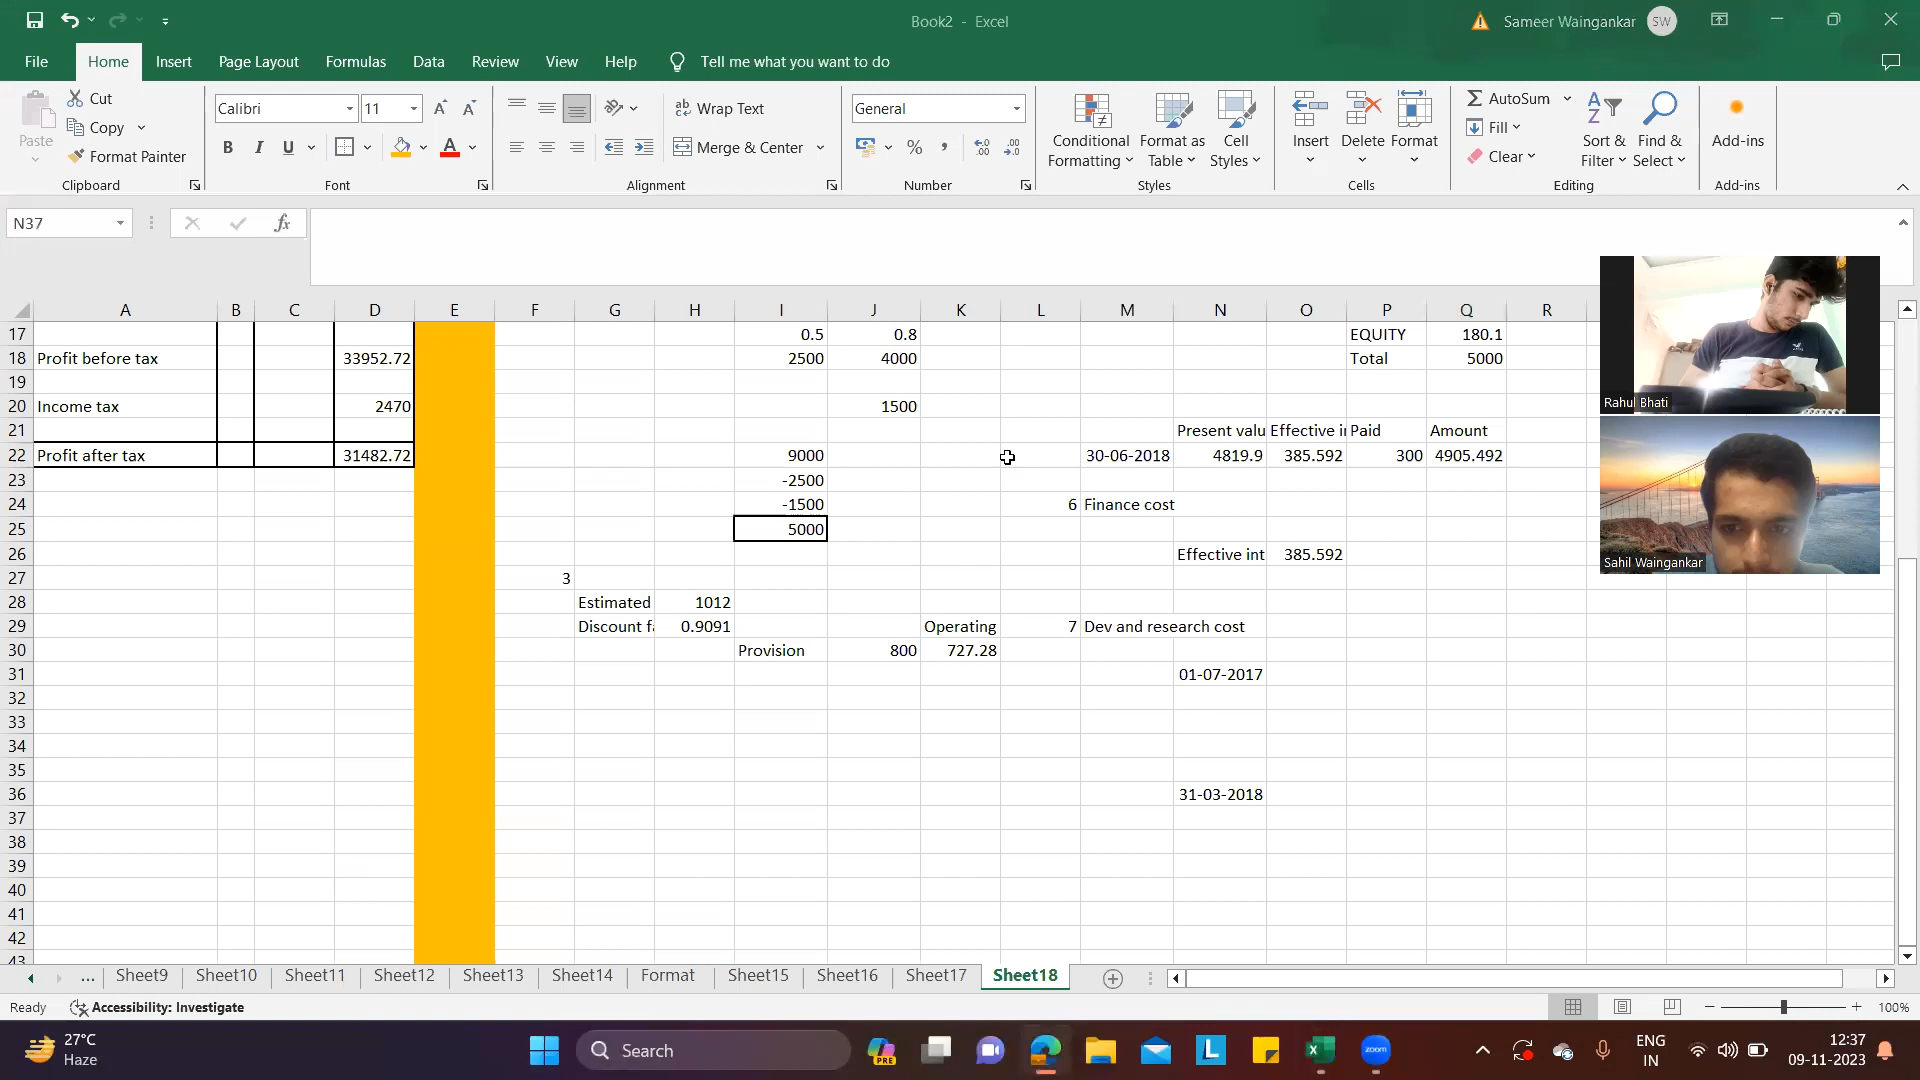 Book2 - Excel
Sameer Waingankar SW
File Home Insert Page Layout Formulas Data Review View Help Tell me what you want to do
Paste Cut Copy Format Painter Clipboard
Calibri 11 B I U A Font
Wrap Text Merge & Center Alignment
General % Number
Conditional Formatting Format as Table Cell Styles Styles
Insert Delete Format Cells
AutoSum Fill Clear Sort & Filter Find & Select Editing
Add-ins Add-ins
N37 fx
A B C D E F G H I J K L M N O P Q R
17 0.5 0.8 EQUITY 180.1
18 Profit before tax 33952.72 2500 4000 Total 5000
19
20 Income tax 2470 1500
21 Present valu Effective i Paid Amount
22 Profit after tax 31482.72 9000 30-06-2018 4819.9 385.592 300 4905.492
23 -2500
24 -1500 6 Finance cost
25 5000
26 Effective int 385.592
27 3
28 Estimated 1012
29 Discount f 0.9091 Operating 7 Dev and research cost
30 Provision 800 727.28
31 01-07-2017
32
33
34
35
36 31-03-2018
37
38
39
40
41
42
43
Rahul Bhati
Sahil Waingankar
... Sheet9 Sheet10 Sheet11 Sheet12 Sheet13 Sheet14 Format Sheet15 Sheet16 Sheet17 Sheet18
Ready Accessibility: Investigate 100%
27°C
Haze
Search
PRE
L
zoom
ENG
IN
12:37
09-11-2023